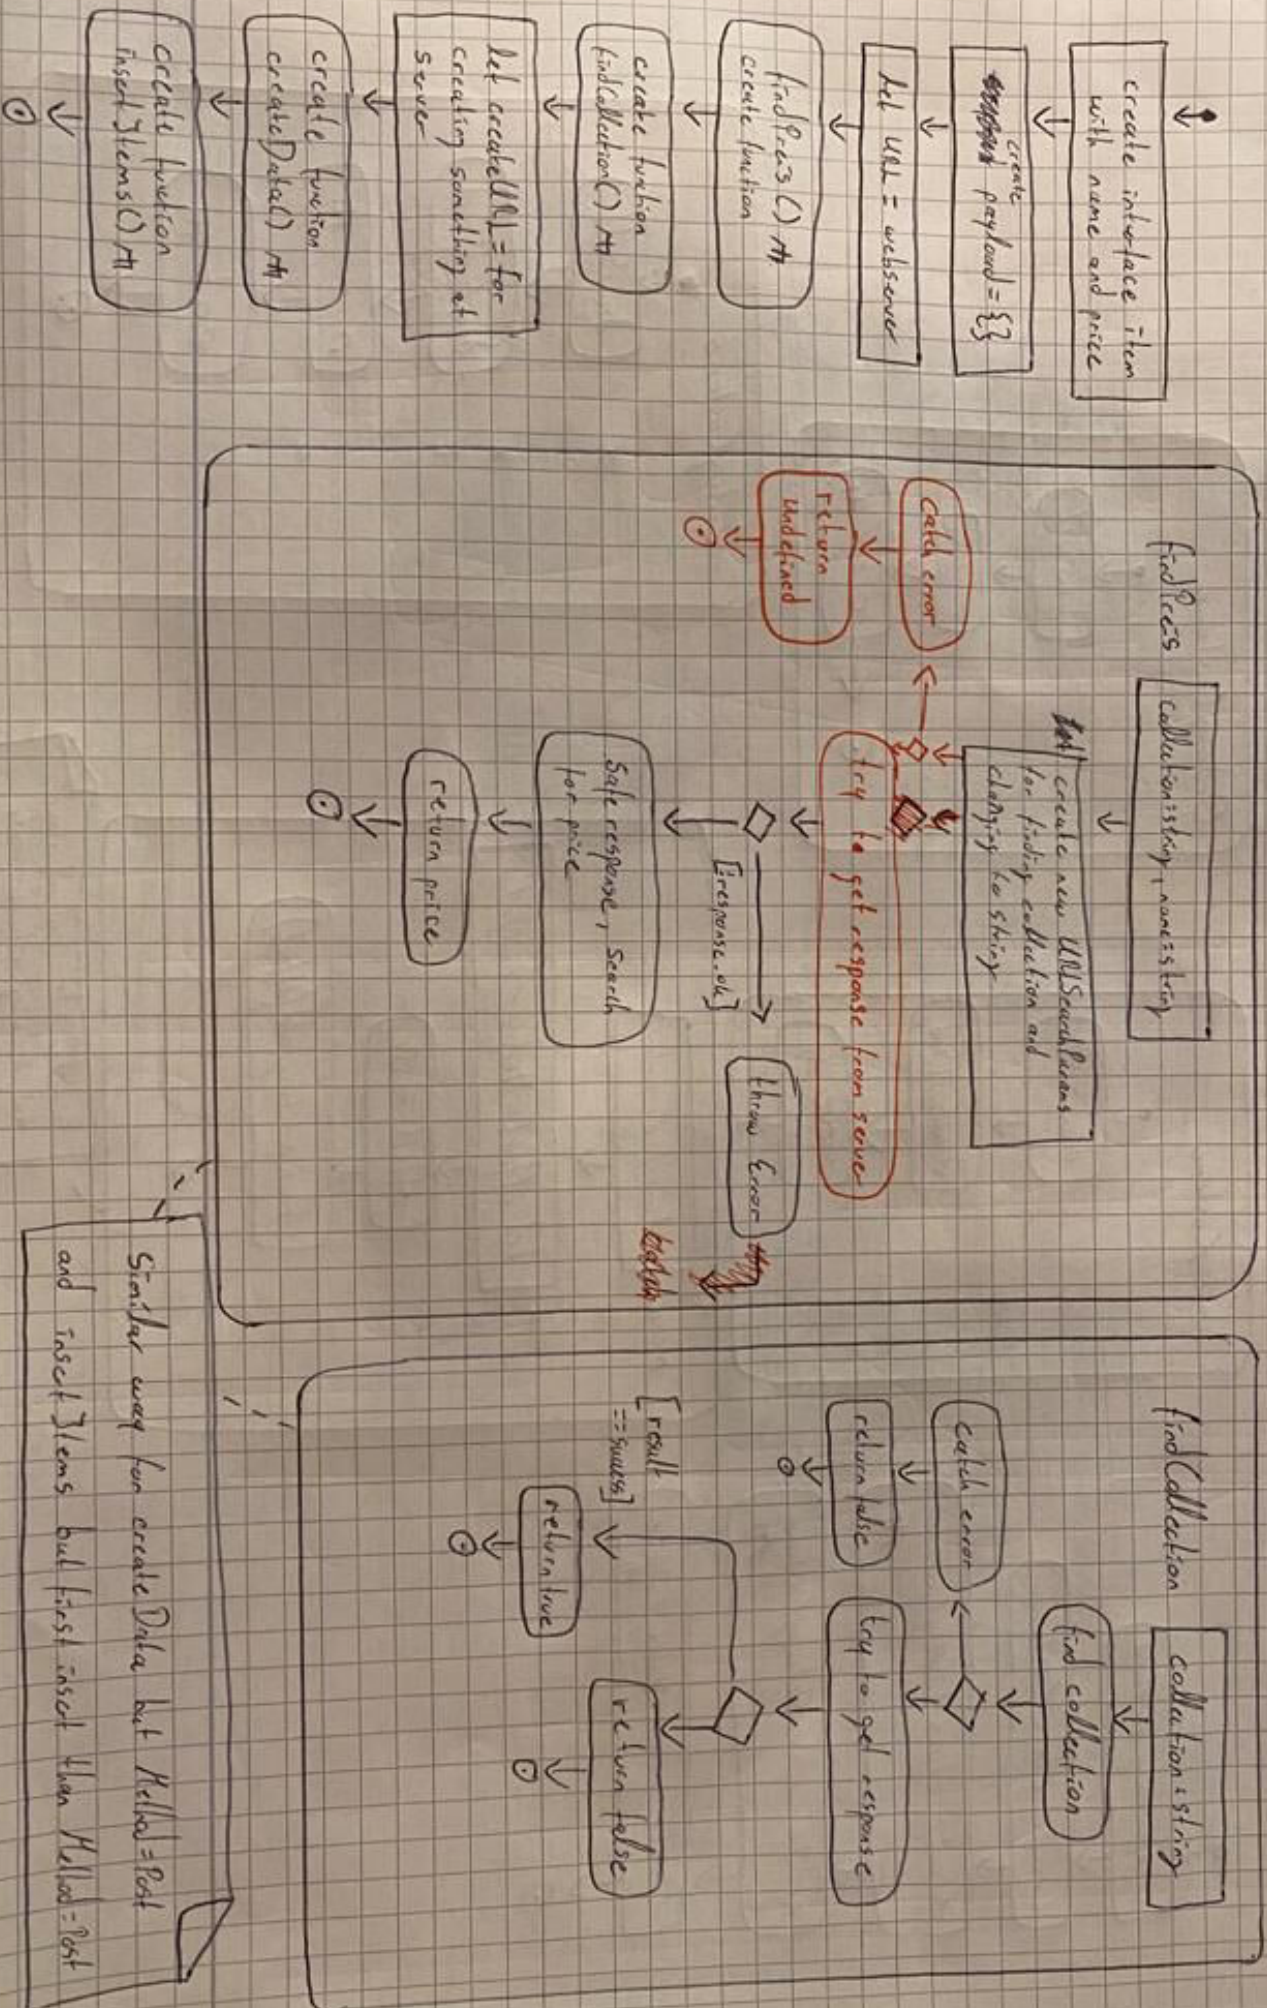 create interface item
with name and price
create
payload = {}
let URL = webserver
findPreis()
create function
create function
findCollection()
let createURL = for
creating something at
server
create function
createData()
create function
insertItems()
findPreis
collection:string, name:string
create new URLSearchParams
for finding collection and
changing to string
catch error
return
undefined
try to get response from server
[!response.ok]
throw Error
Safe response, search
for price
return price
findCollection
collection:string
find collection
catch error
return false
try to get response
[result
==success]
return true
return false
Similar way for createData but Method=Post
and insertItems but first insert than Method=Post